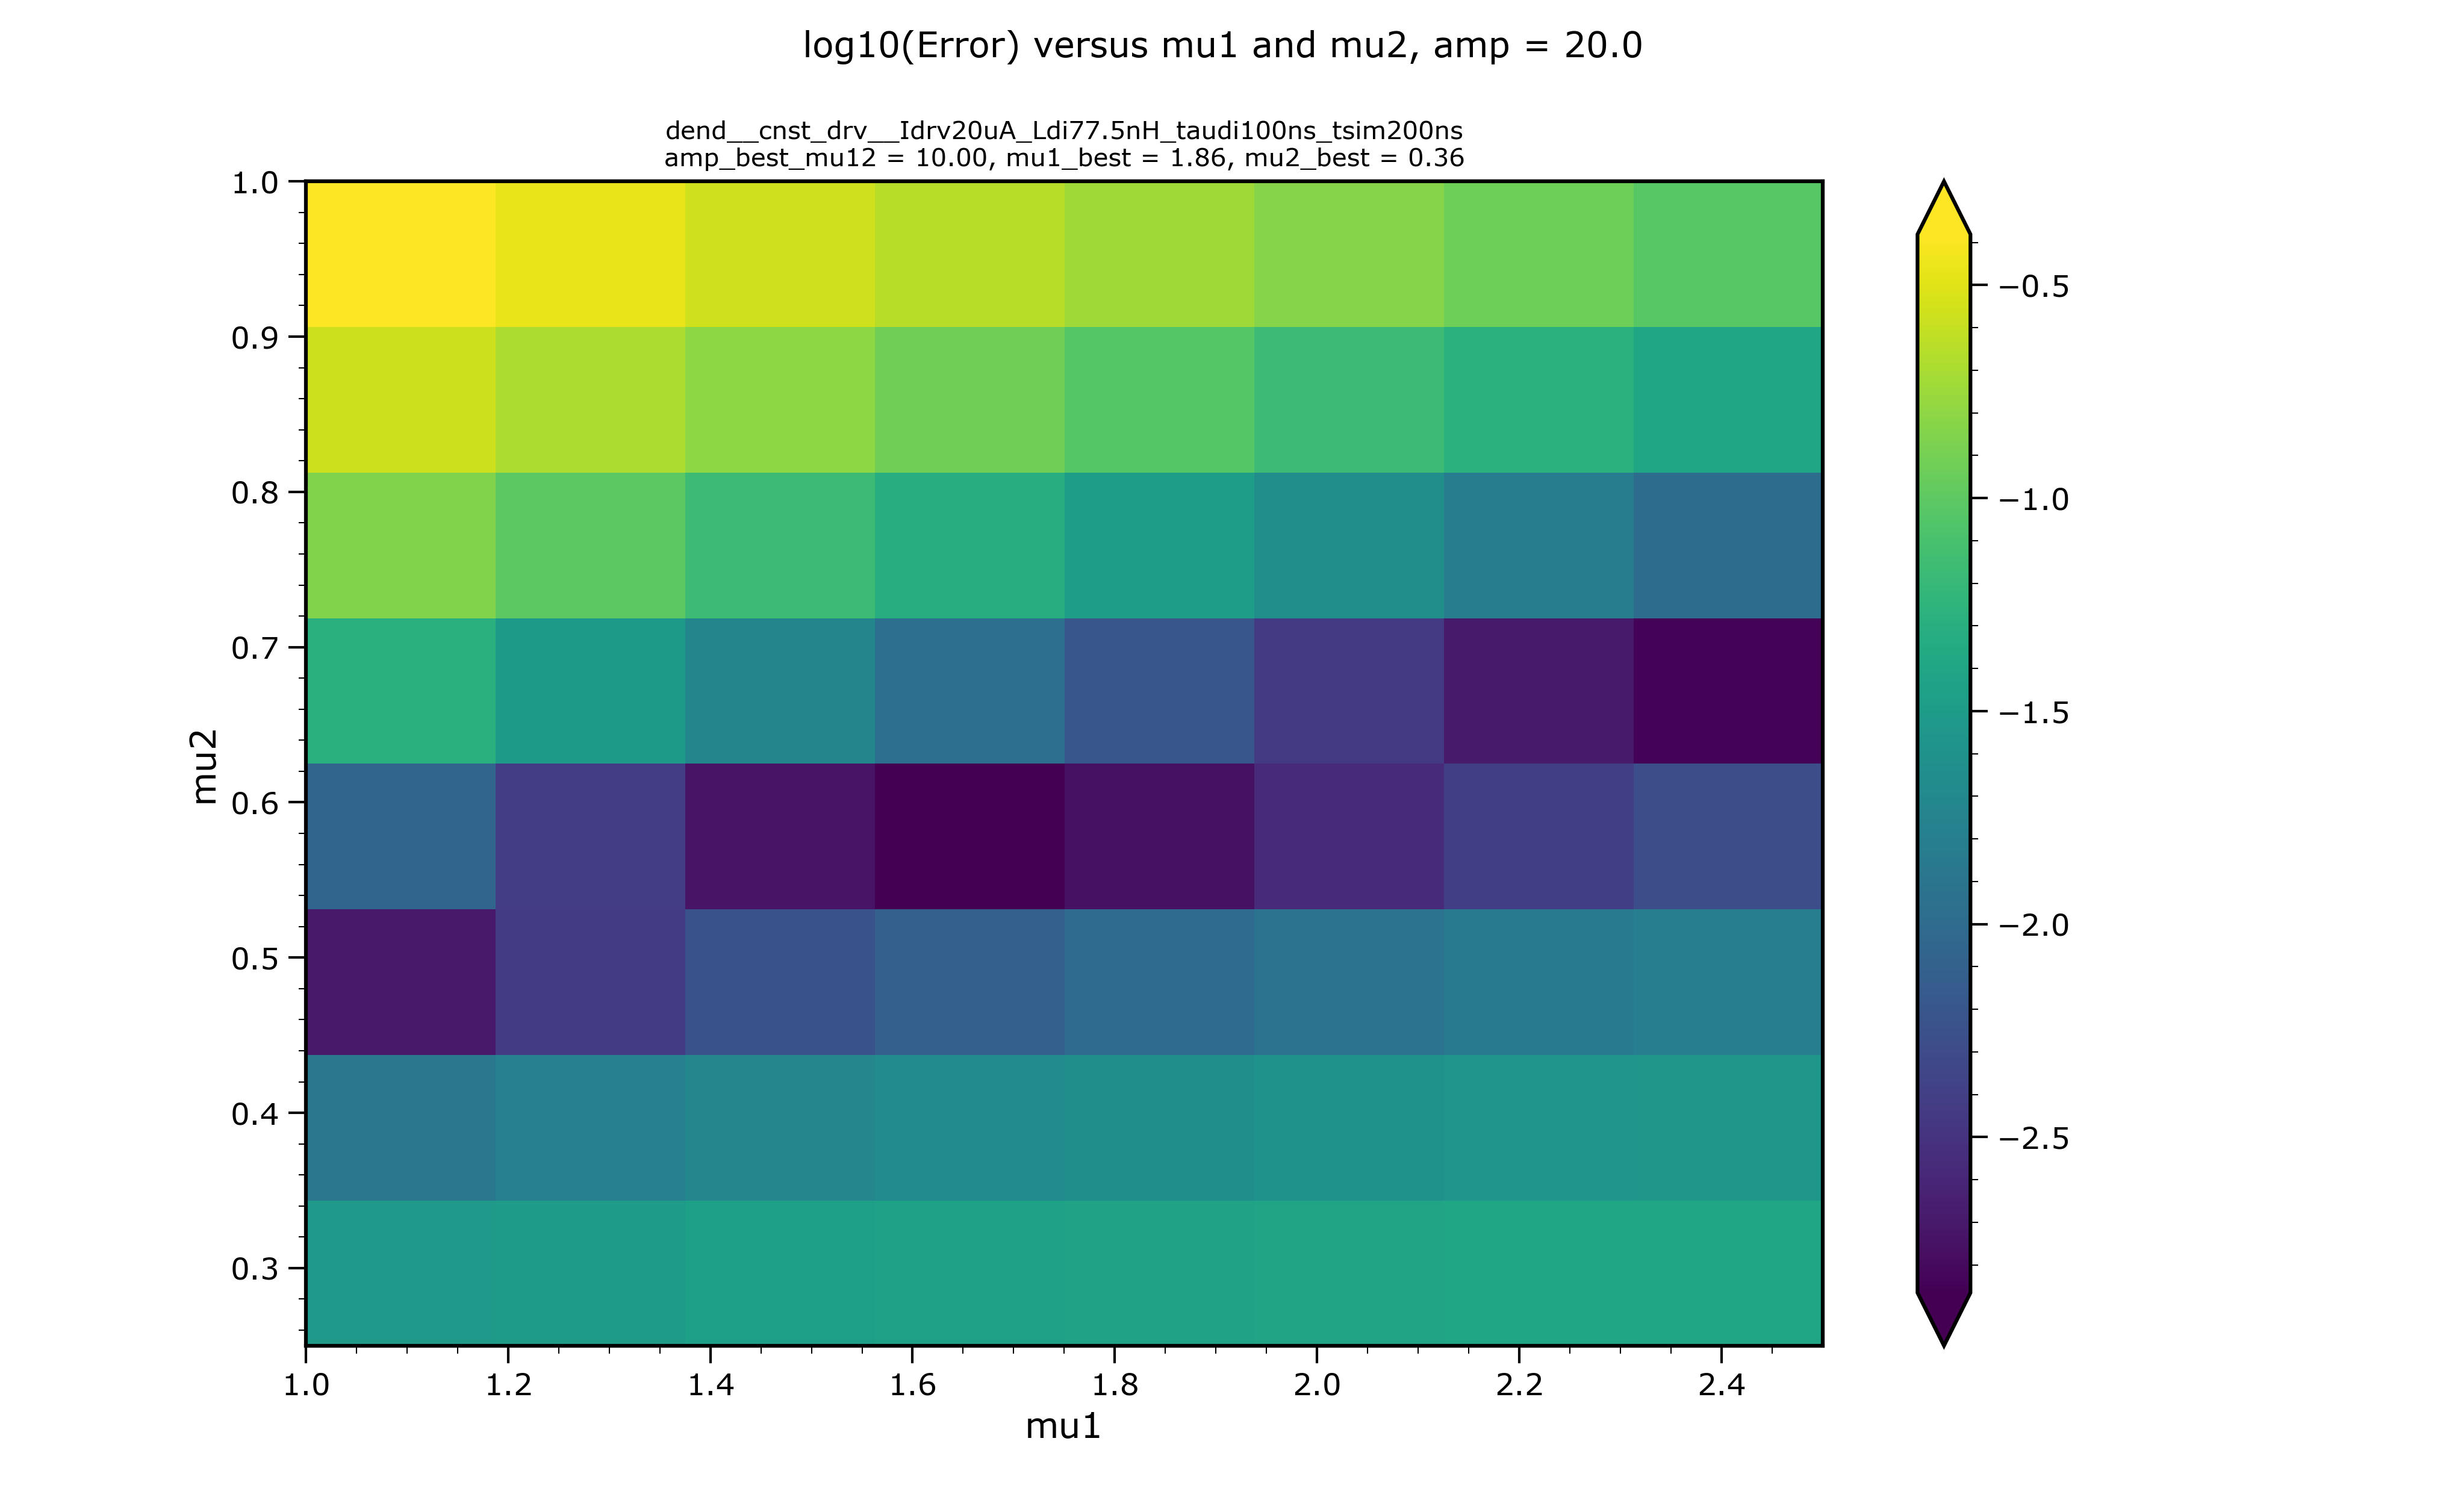 log10(Error) versus mu1 and mu2, amp = 20.0
dend__cnst_drv__Idrv20uA_Ldi77.5nH_taudi100ns_tsim200ns
amp_best_mu12 = 10.00, mu1_best = 1.86, mu2_best = 0.36
1.0
0.9
0.8
0.7
0.6
0.5
0.4
0.3
mu2
1.0 1.2 1.4 1.6 1.8 2.0 2.2 2.4
mu1
−0.5
−1.0
−1.5
−2.0
−2.5